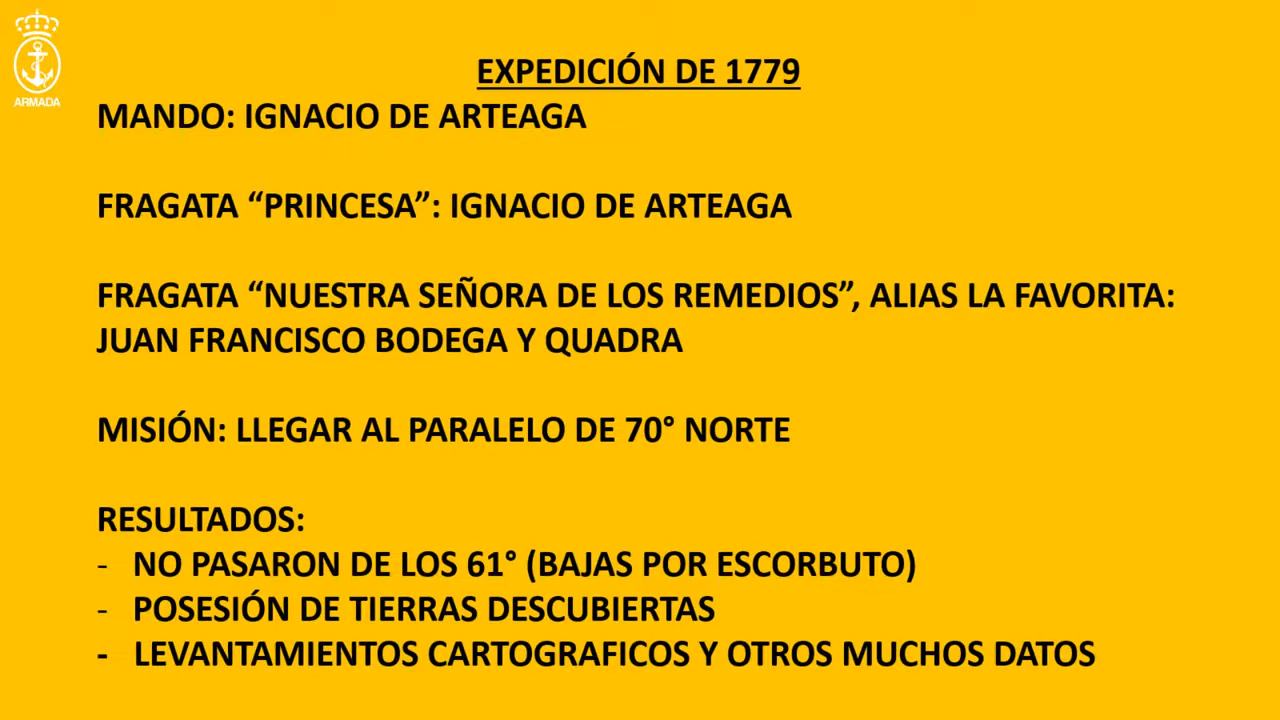 ARMADA
EXPEDICIÓN DE 1779
MANDO: IGNACIO DE ARTEAGA
FRAGATA “PRINCESA”: IGNACIO DE ARTEAGA
FRAGATA “NUESTRA SEÑORA DE LOS REMEDIOS”, ALIAS LA FAVORITA:
JUAN FRANCISCO BODEGA Y QUADRA
MISIÓN: LLEGAR AL PARALELO DE 70° NORTE
RESULTADOS:
- NO PASARON DE LOS 61° (BAJAS POR ESCORBUTO)
- POSESIÓN DE TIERRAS DESCUBIERTAS
- LEVANTAMIENTOS CARTOGRAFICOS Y OTROS MUCHOS DATOS